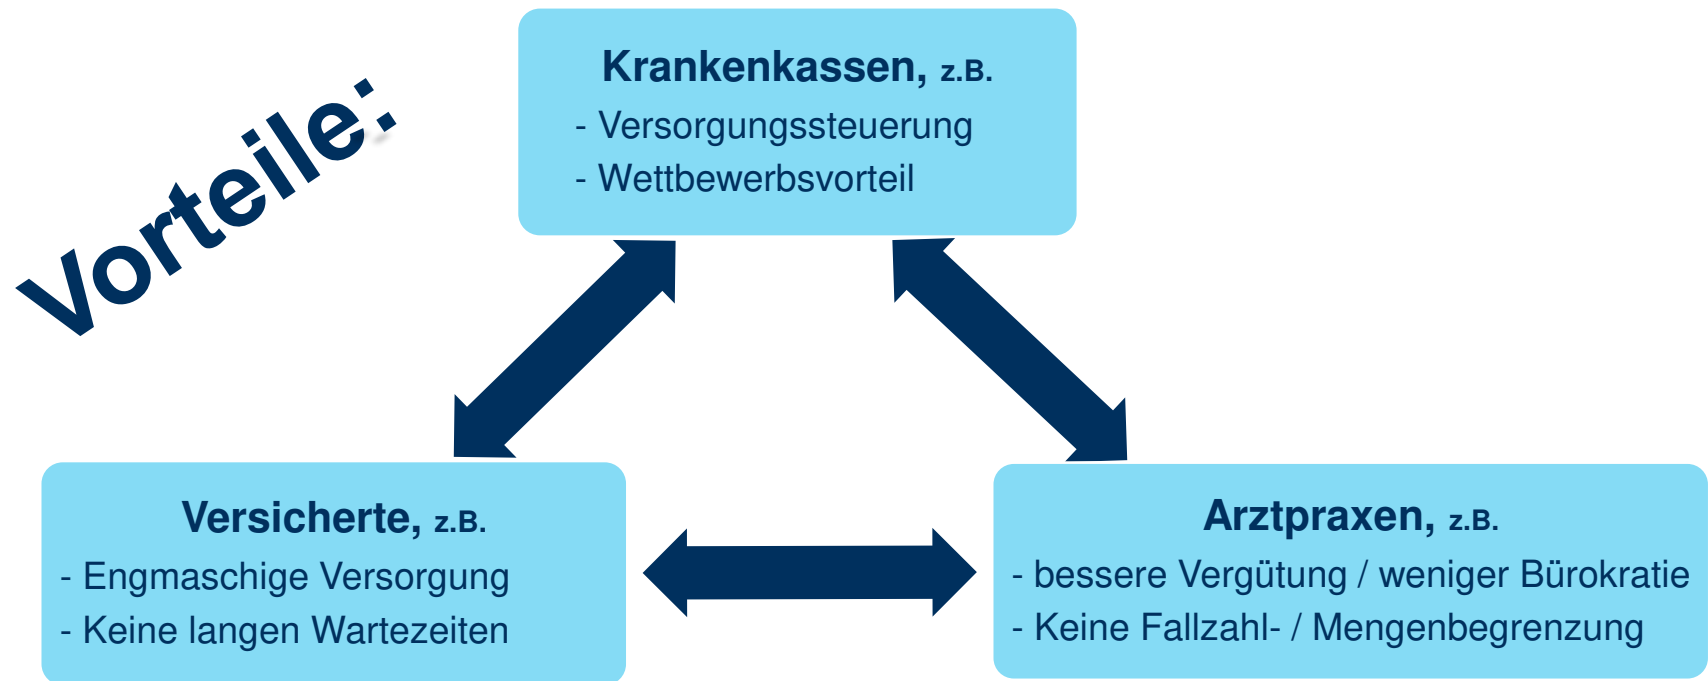 Vorteile:
Krankenkassen, z.B.
- Versorgungssteuerung
- Wettbewerbsvorteil
Versicherte, z.B.
- Engmaschige Versorgung
- Keine langen Wartezeiten
Arztpraxen, z.B.
- bessere Vergütung / weniger Bürokratie
- Keine Fallzahl- / Mengenbegrenzung